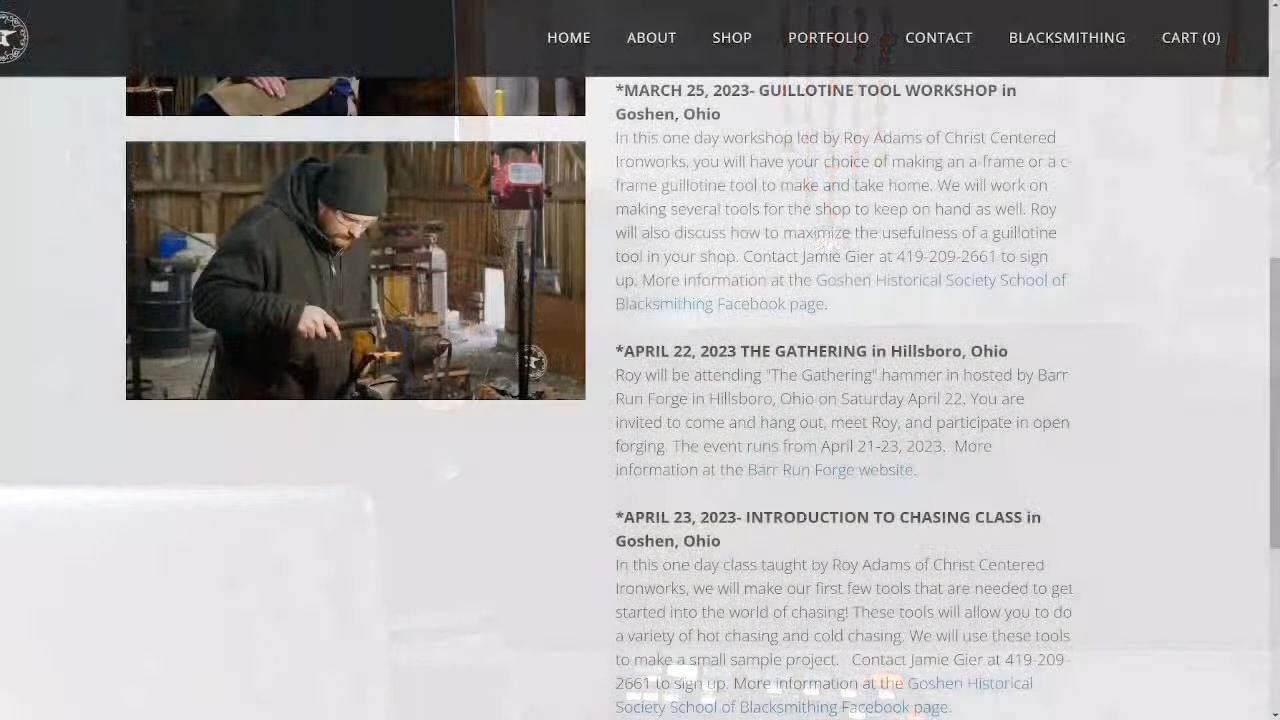 HOME ABOUT SHOP PORTFOLIO CONTACT BLACKSMITHING CART (0)
*MARCH 25, 2023- GUILLOTINE TOOL WORKSHOP in
Goshen, Ohio
In this one day workshop led by Roy Adams of Christ Centered
Ironworks, you will have your choice of making an a-frame or a c-
frame guillotine tool to make and take home. We will work on
making several tools for the shop to keep on hand as well. Roy
will also discuss how to maximize the usefulness of a guillotine
tool in your shop. Contact Jamie Gier at 419-209-2661 to sign
up. More information at the Goshen Historical Society School of
Blacksmithing Facebook page.
*APRIL 22, 2023 THE GATHERING in Hillsboro, Ohio
Roy will be attending "The Gathering" hammer in hosted by Barr
Run Forge in Hillsboro, Ohio on Saturday April 22. You are
invited to come and hang out, meet Roy, and participate in open
forging. The event runs from April 21-23, 2023. More
information at the Barr Run Forge website.
*APRIL 23, 2023- INTRODUCTION TO CHASING CLASS in
Goshen, Ohio
In this one day class taught by Roy Adams of Christ Centered
Ironworks, we will make our first few tools that are needed to get
started into the world of chasing! These tools will allow you to do
a variety of hot chasing and cold chasing. We will use these tools
to make a small sample project. Contact Jamie Gier at 419-209-
2661 to sign up. More information at the Goshen Historical
Society School of Blacksmithing Facebook page.